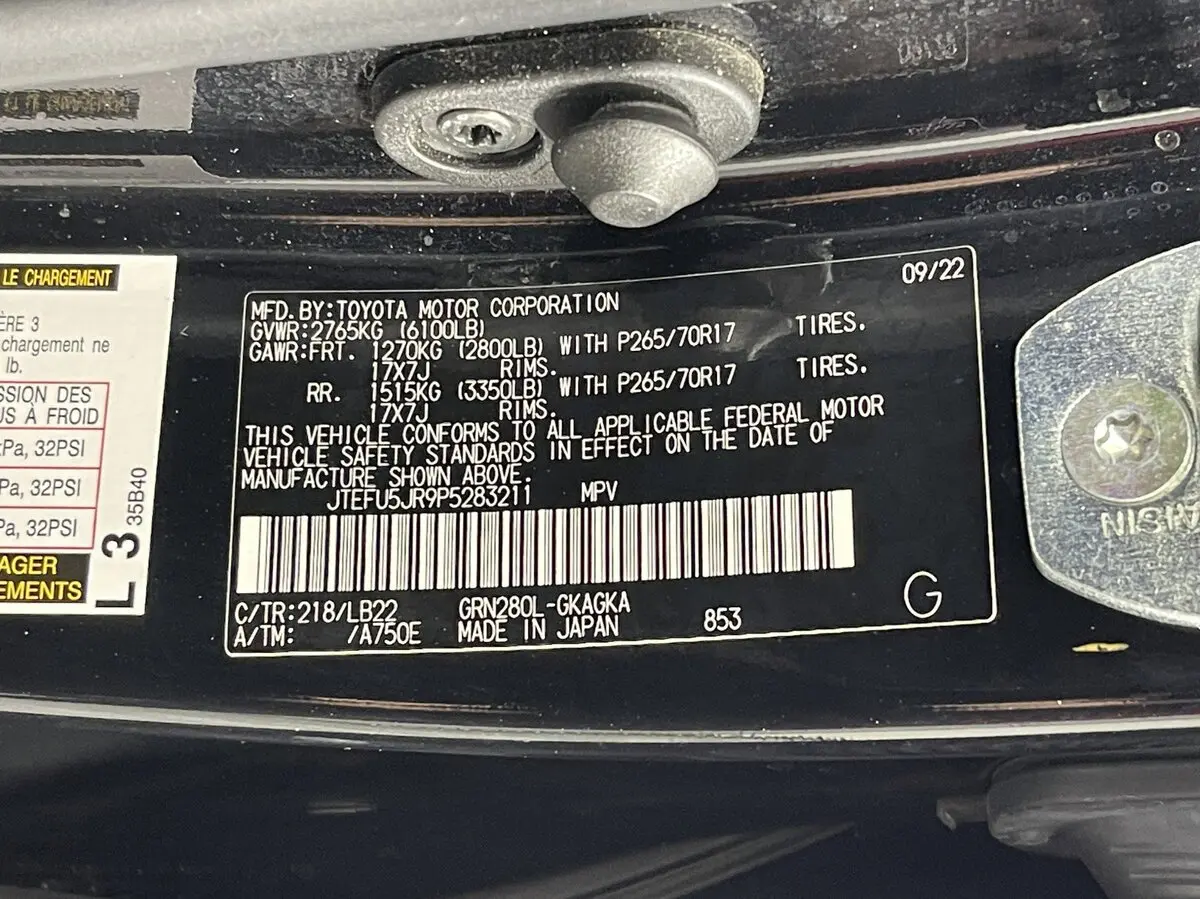 LE CHARGEMENT
ÈRE 3
chargement ne
lb.
SSION DES
US À FROID
kPa, 32PSI
Pa, 32PSI
Pa, 32PSI
AGER
EMENTS
L 3 35B40
09/22
MFD. BY: TOYOTA MOTOR CORPORATION
GVWR: 2765KG (6100LB)
GAWR: FRT. 1270KG (2800LB) WITH P265/70R17 TIRES.
17X7J RIMS.
RR. 1515KG (3350LB) WITH P265/70R17 TIRES.
17X7J RIMS.
THIS VEHICLE CONFORMS TO ALL APPLICABLE FEDERAL MOTOR
VEHICLE SAFETY STANDARDS IN EFFECT ON THE DATE OF
MANUFACTURE SHOWN ABOVE.
JTEFU5JR9P5283211 MPV
C/TR: 218/LB22 GRN280L-GKAGKA
A/TM: /A750E MADE IN JAPAN 853 G